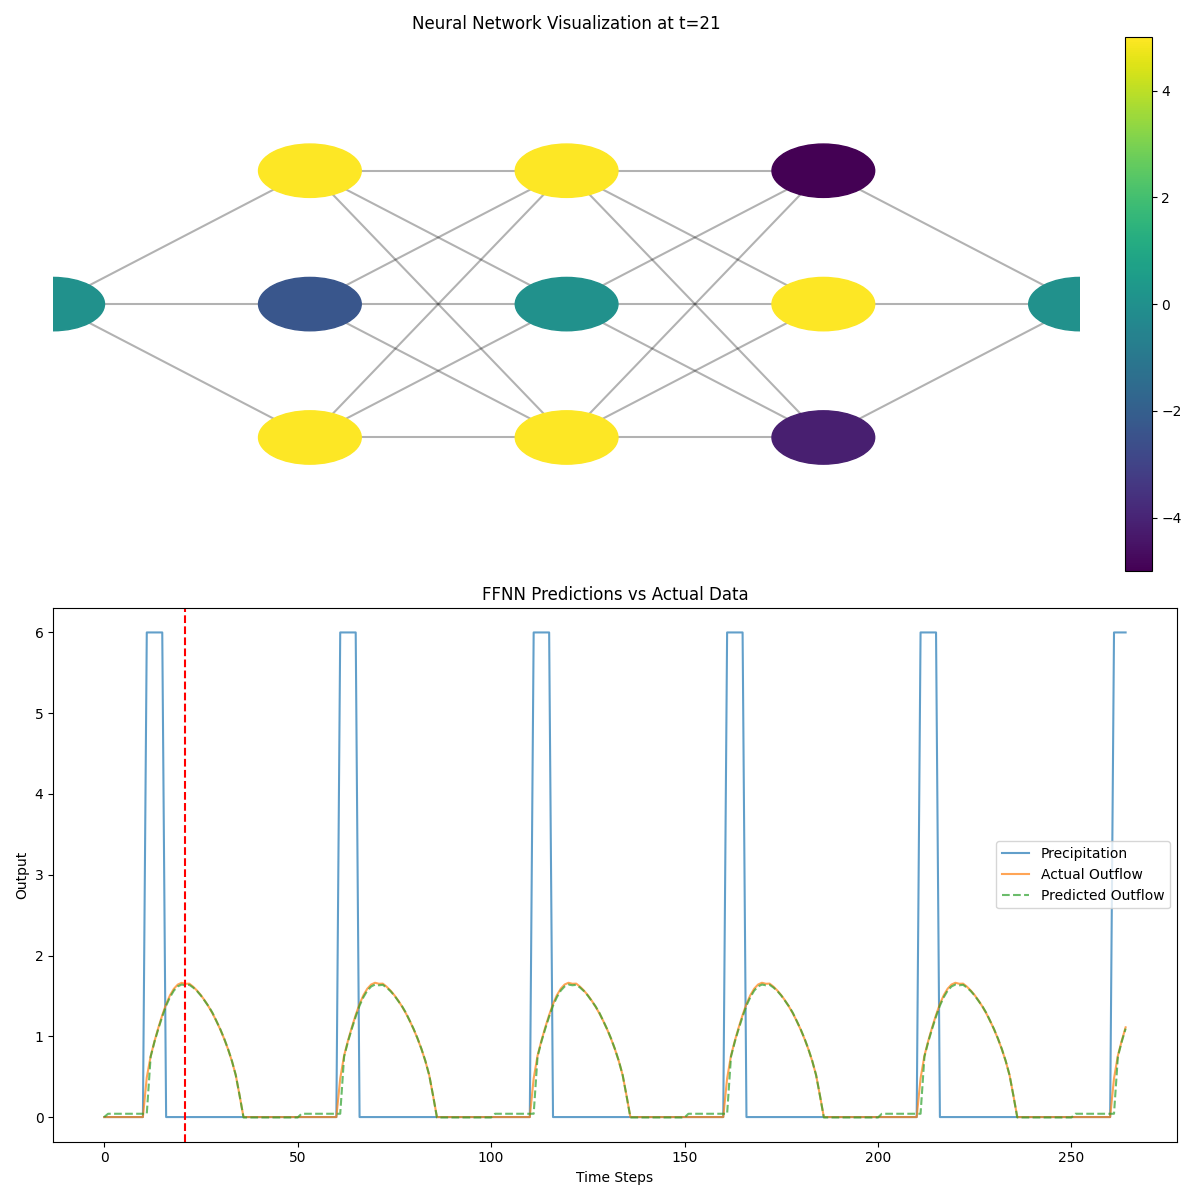 Neural Network Visualization at t=21
4
2
0
−2
−4
FFNN Predictions vs Actual Data
6
5
4
3
2
1
0
Output
Precipitation
Actual Outflow
Predicted Outflow
0 50 100 150 200 250
Time Steps